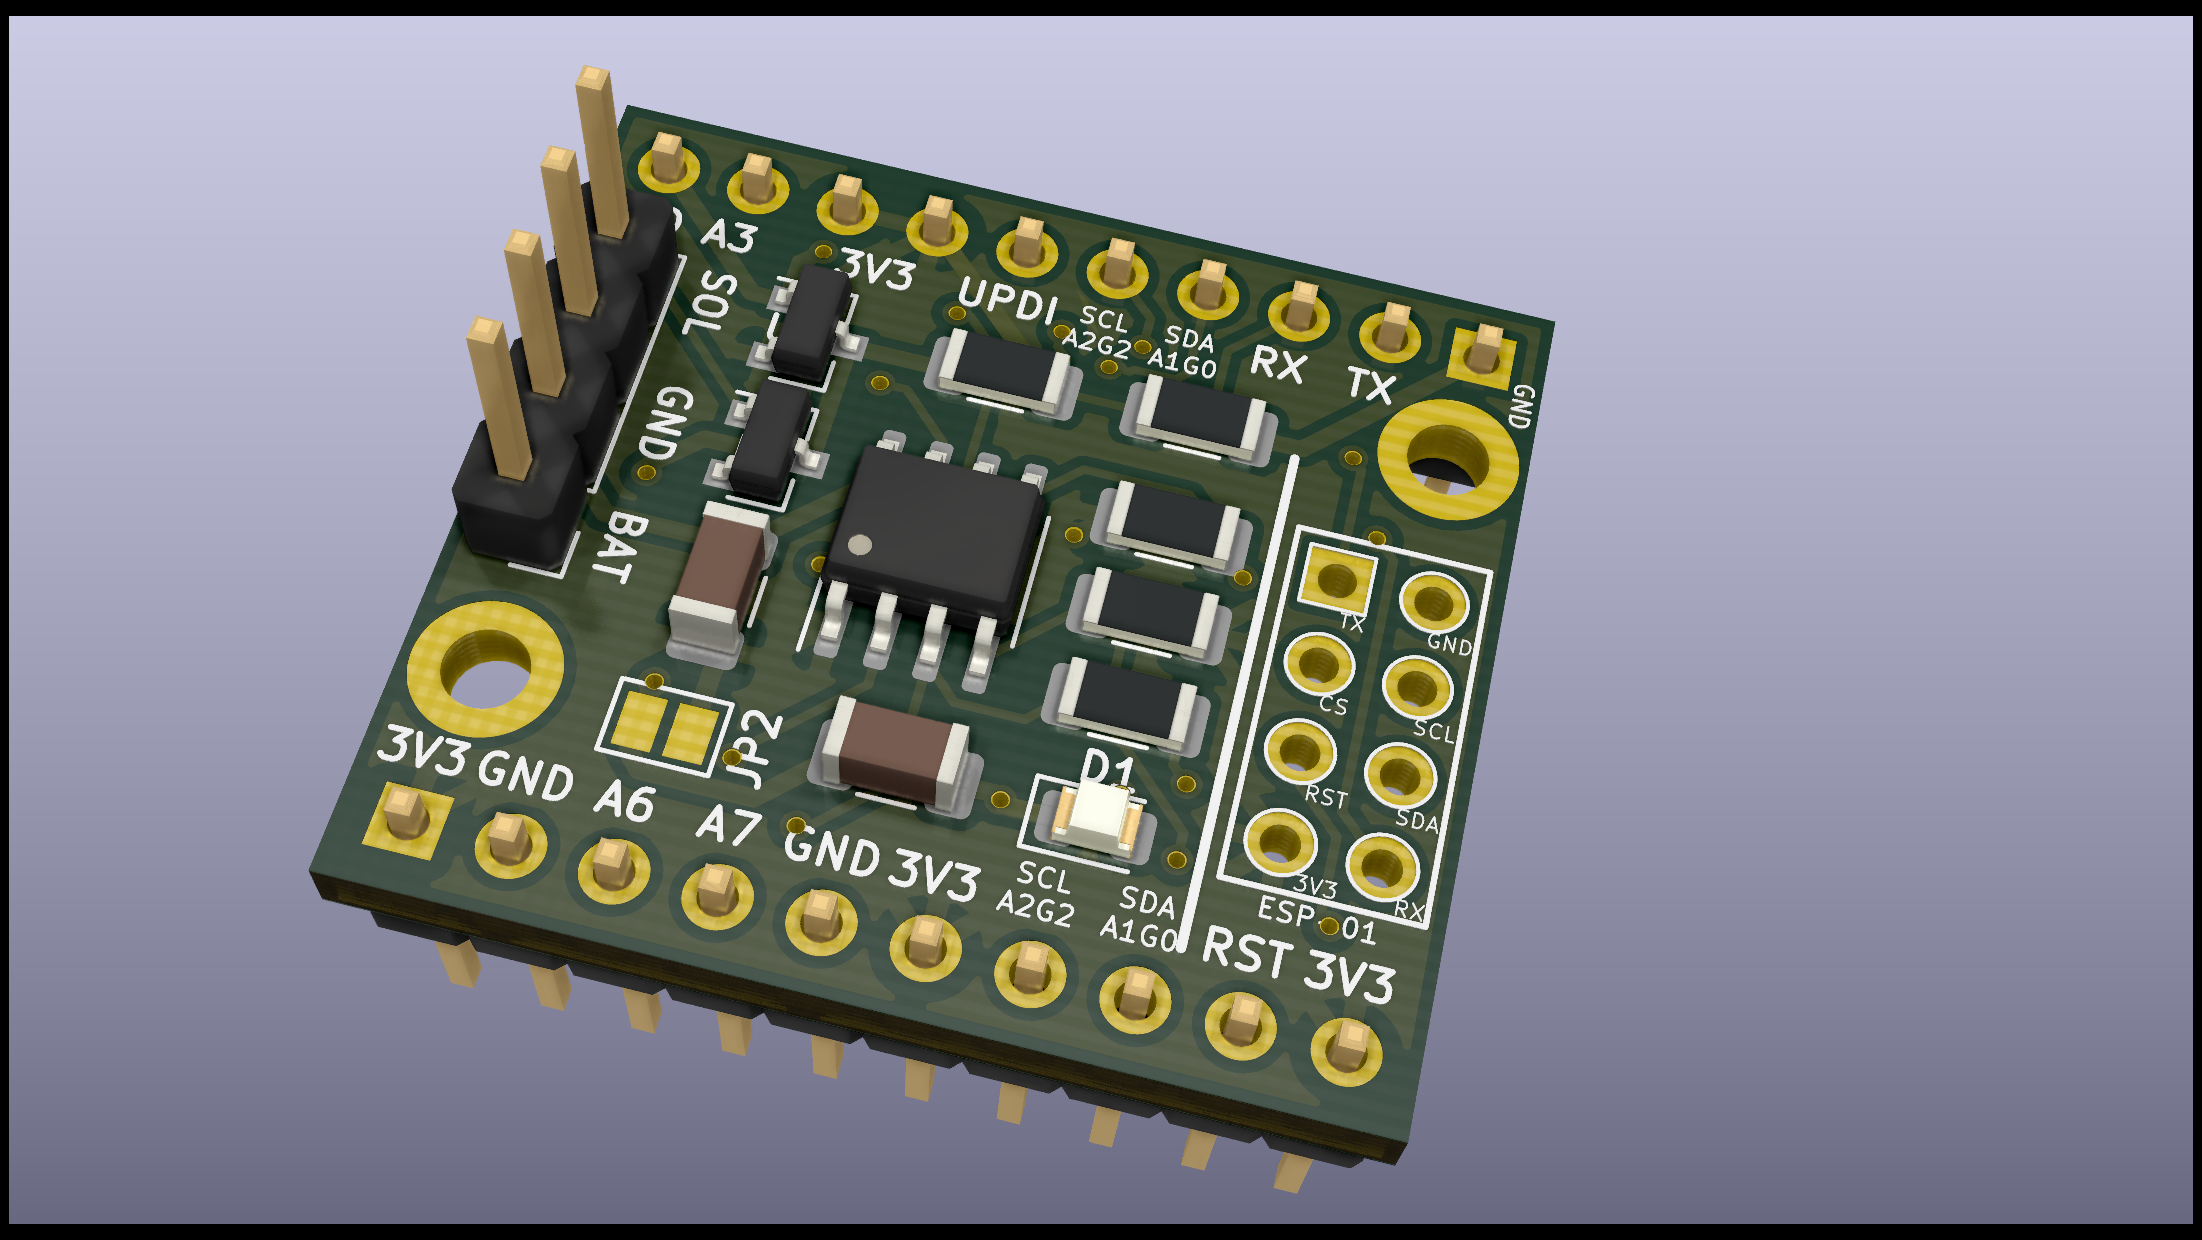 A3
3V3
UPDI
SCL
A2G2
SDA
A1G0
RX
TX
GND
SOL
GND
BAT
TX
GND
CS
SCL
RST
SDA
3V3
RX
ESP-01
JP2
D1
3V3
GND
A6
A7
GND
3V3
SCL
A2G2
SDA
A1G0
RST
3V3